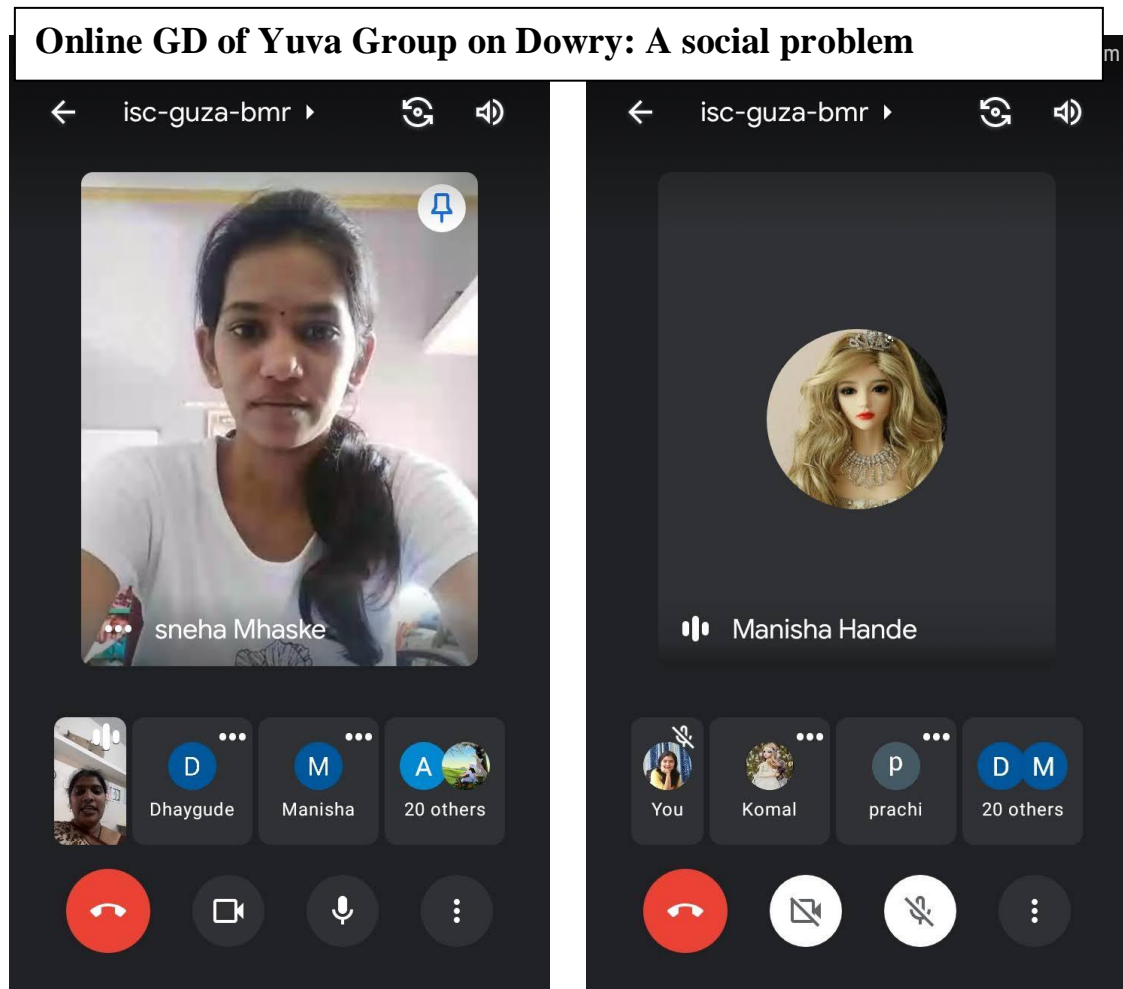 Online GD of Yuva Group on Dowry: A social problem
m
isc-guza-bmr
sneha Mhaske
D
Dhaygude
M
Manisha
A
20 others
isc-guza-bmr
Manisha Hande
You
Komal
p
prachi
D M
20 others